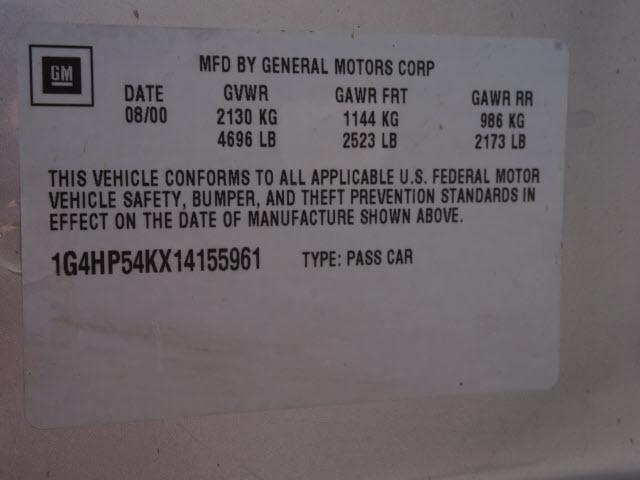 GM
MFD BY GENERAL MOTORS CORP
DATE GVWR GAWR FRT GAWR RR
08/00 2130 KG 1144 KG 986 KG
4696 LB 2523 LB 2173 LB
THIS VEHICLE CONFORMS TO ALL APPLICABLE U.S. FEDERAL MOTOR
VEHICLE SAFETY, BUMPER, AND THEFT PREVENTION STANDARDS IN
EFFECT ON THE DATE OF MANUFACTURE SHOWN ABOVE.
1G4HP54KX14155961 TYPE: PASS CAR